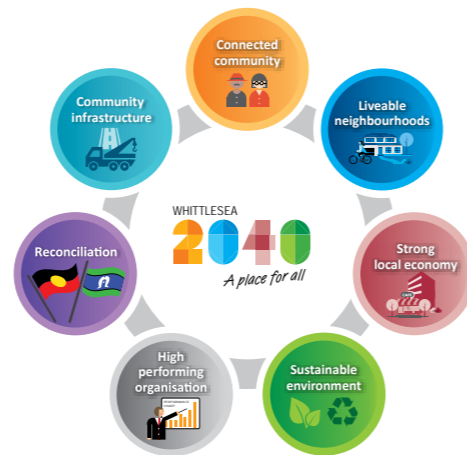 Connected
community
Liveable
neighbourhoods
Strong
local economy
CAFE
Sustainable
environment
High
performing
organisation
Reconciliation
Community
infrastructure
WHITTLESEA
2040
A place for all